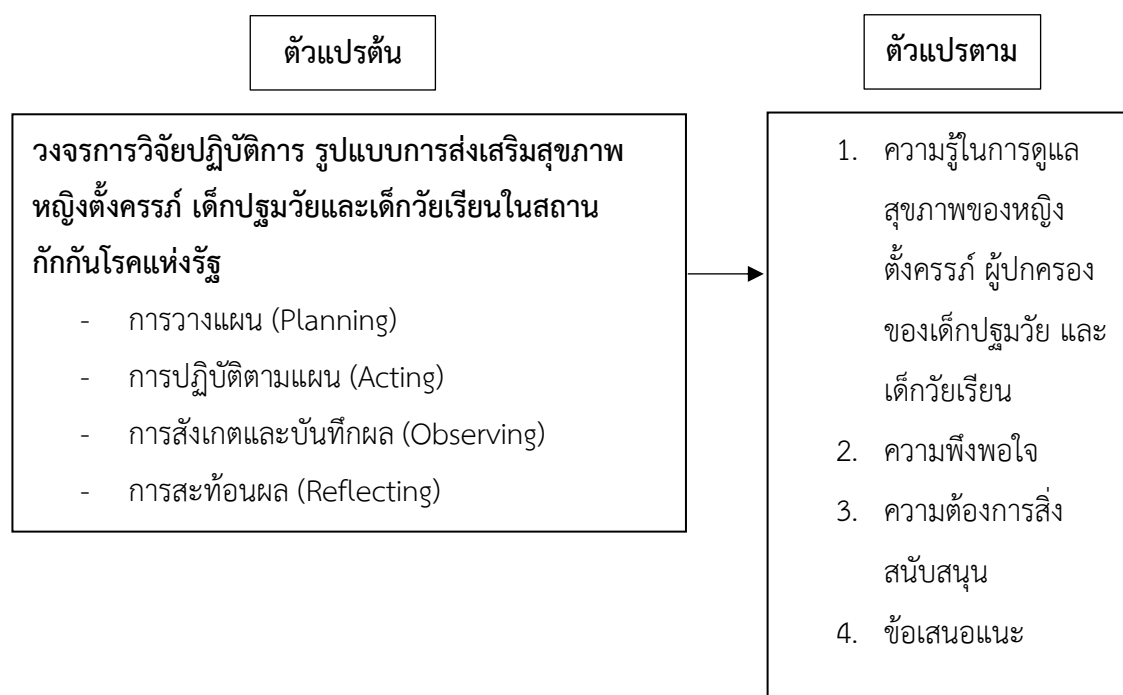 ตัวแปรต้น
วงจรการวิจัยปฏิบัติการ รูปแบบการส่งเสริมสุขภาพ
หญิงตั้งครรภ์ เด็กปฐมวัยและเด็กวัยเรียนในสถาน
กักกันโรคแห่งรัฐ
- การวางแผน (Planning)
- การปฏิบัติตามแผน (Acting)
- การสังเกตและบันทึกผล (Observing)
- การสะท้อนผล (Reflecting)
ตัวแปรตาม
1. ความรู้ในการดูแล
สุขภาพของหญิง
ตั้งครรภ์ ผู้ปกครอง
ของเด็กปฐมวัย และ
เด็กวัยเรียน
2. ความพึงพอใจ
3. ความต้องการสิ่ง
สนับสนุน
4. ข้อเสนอแนะ